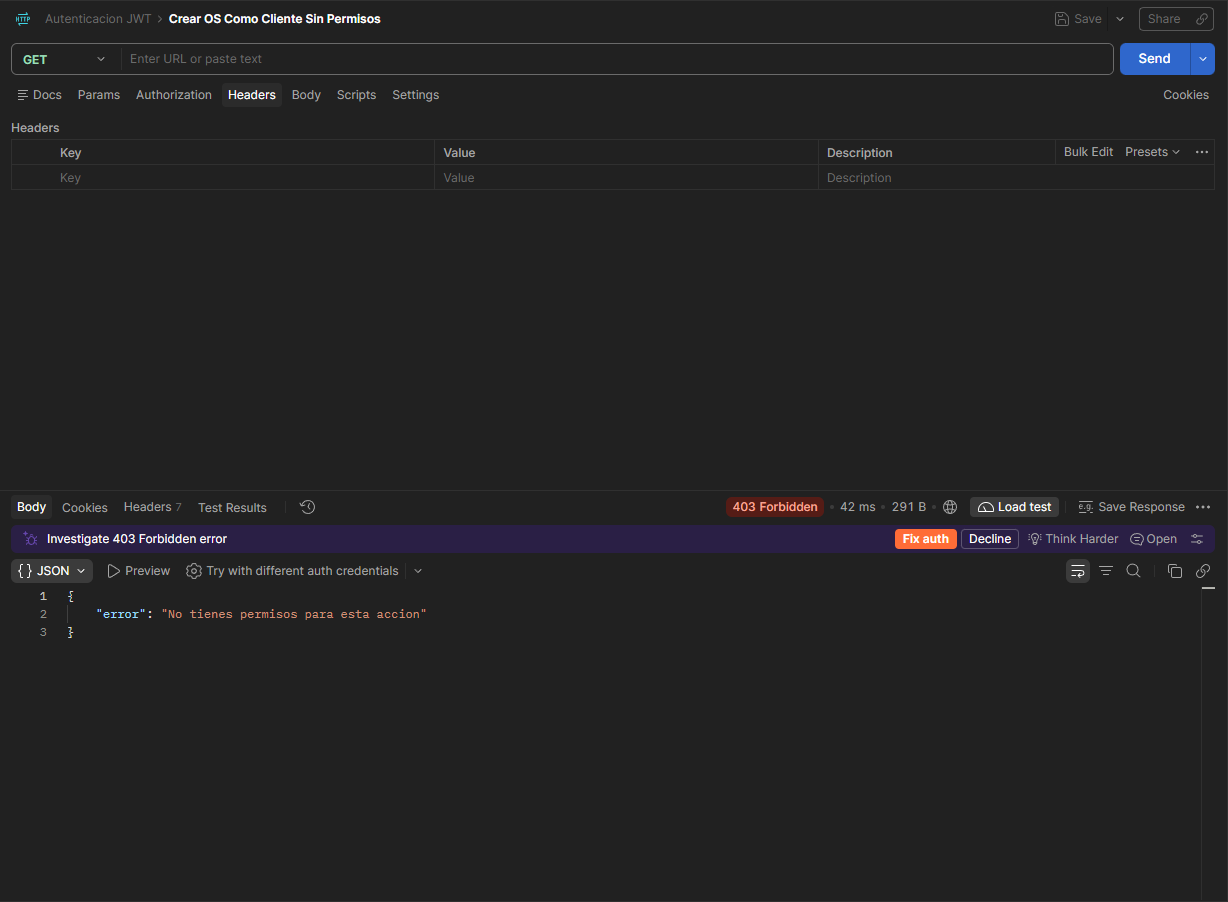 HTTP Autenticacion JWT > Crear OS Como Cliente Sin Permisos Save Share
GET Enter URL or paste text Send
Docs Params Authorization Headers Body Scripts Settings Cookies
Headers
Key Value Description Bulk Edit Presets ...
Key Value Description
Body Cookies Headers 7 Test Results 403 Forbidden • 42 ms • 291 B • Load test e.g. Save Response ...
Investigate 403 Forbidden error Fix auth Decline Think Harder Open
{} JSON Preview Try with different auth credentials
1 {
2 "error": "No tienes permisos para esta accion"
3 }